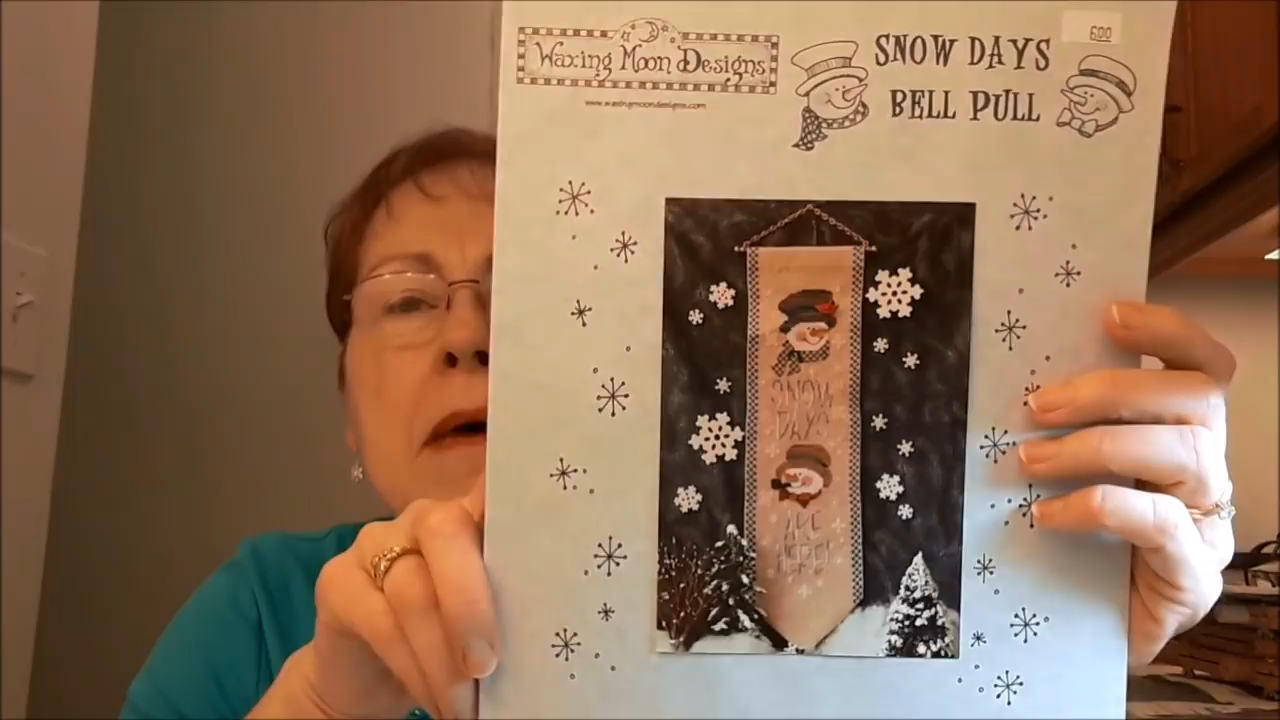 Waxing Moon Designs
www.waxingmoondesigns.com
SNOW DAYS
BELL PULL
600
SNOW
DAYS
ARE
HERE!